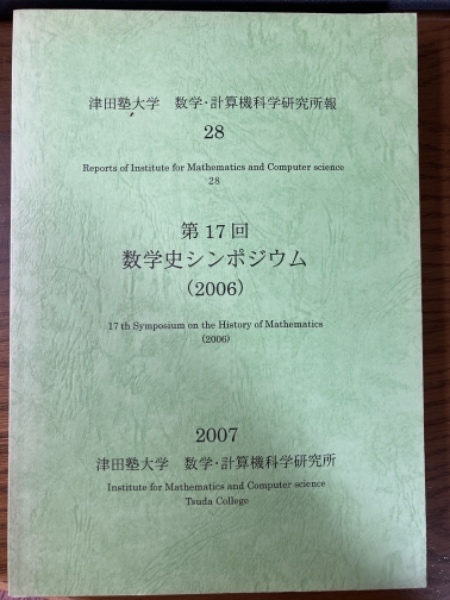 津田塾大学 数学・計算機科学研究所報
28
Reports of Institute for Mathematics and Computer science
28
第17回
数学史シンポジウム
(2006)
17th Symposium on the History of Mathematics
(2006)
2007
津田塾大学 数学・計算機科学研究所
Institute for Mathematics and Computer science
Tsuda College